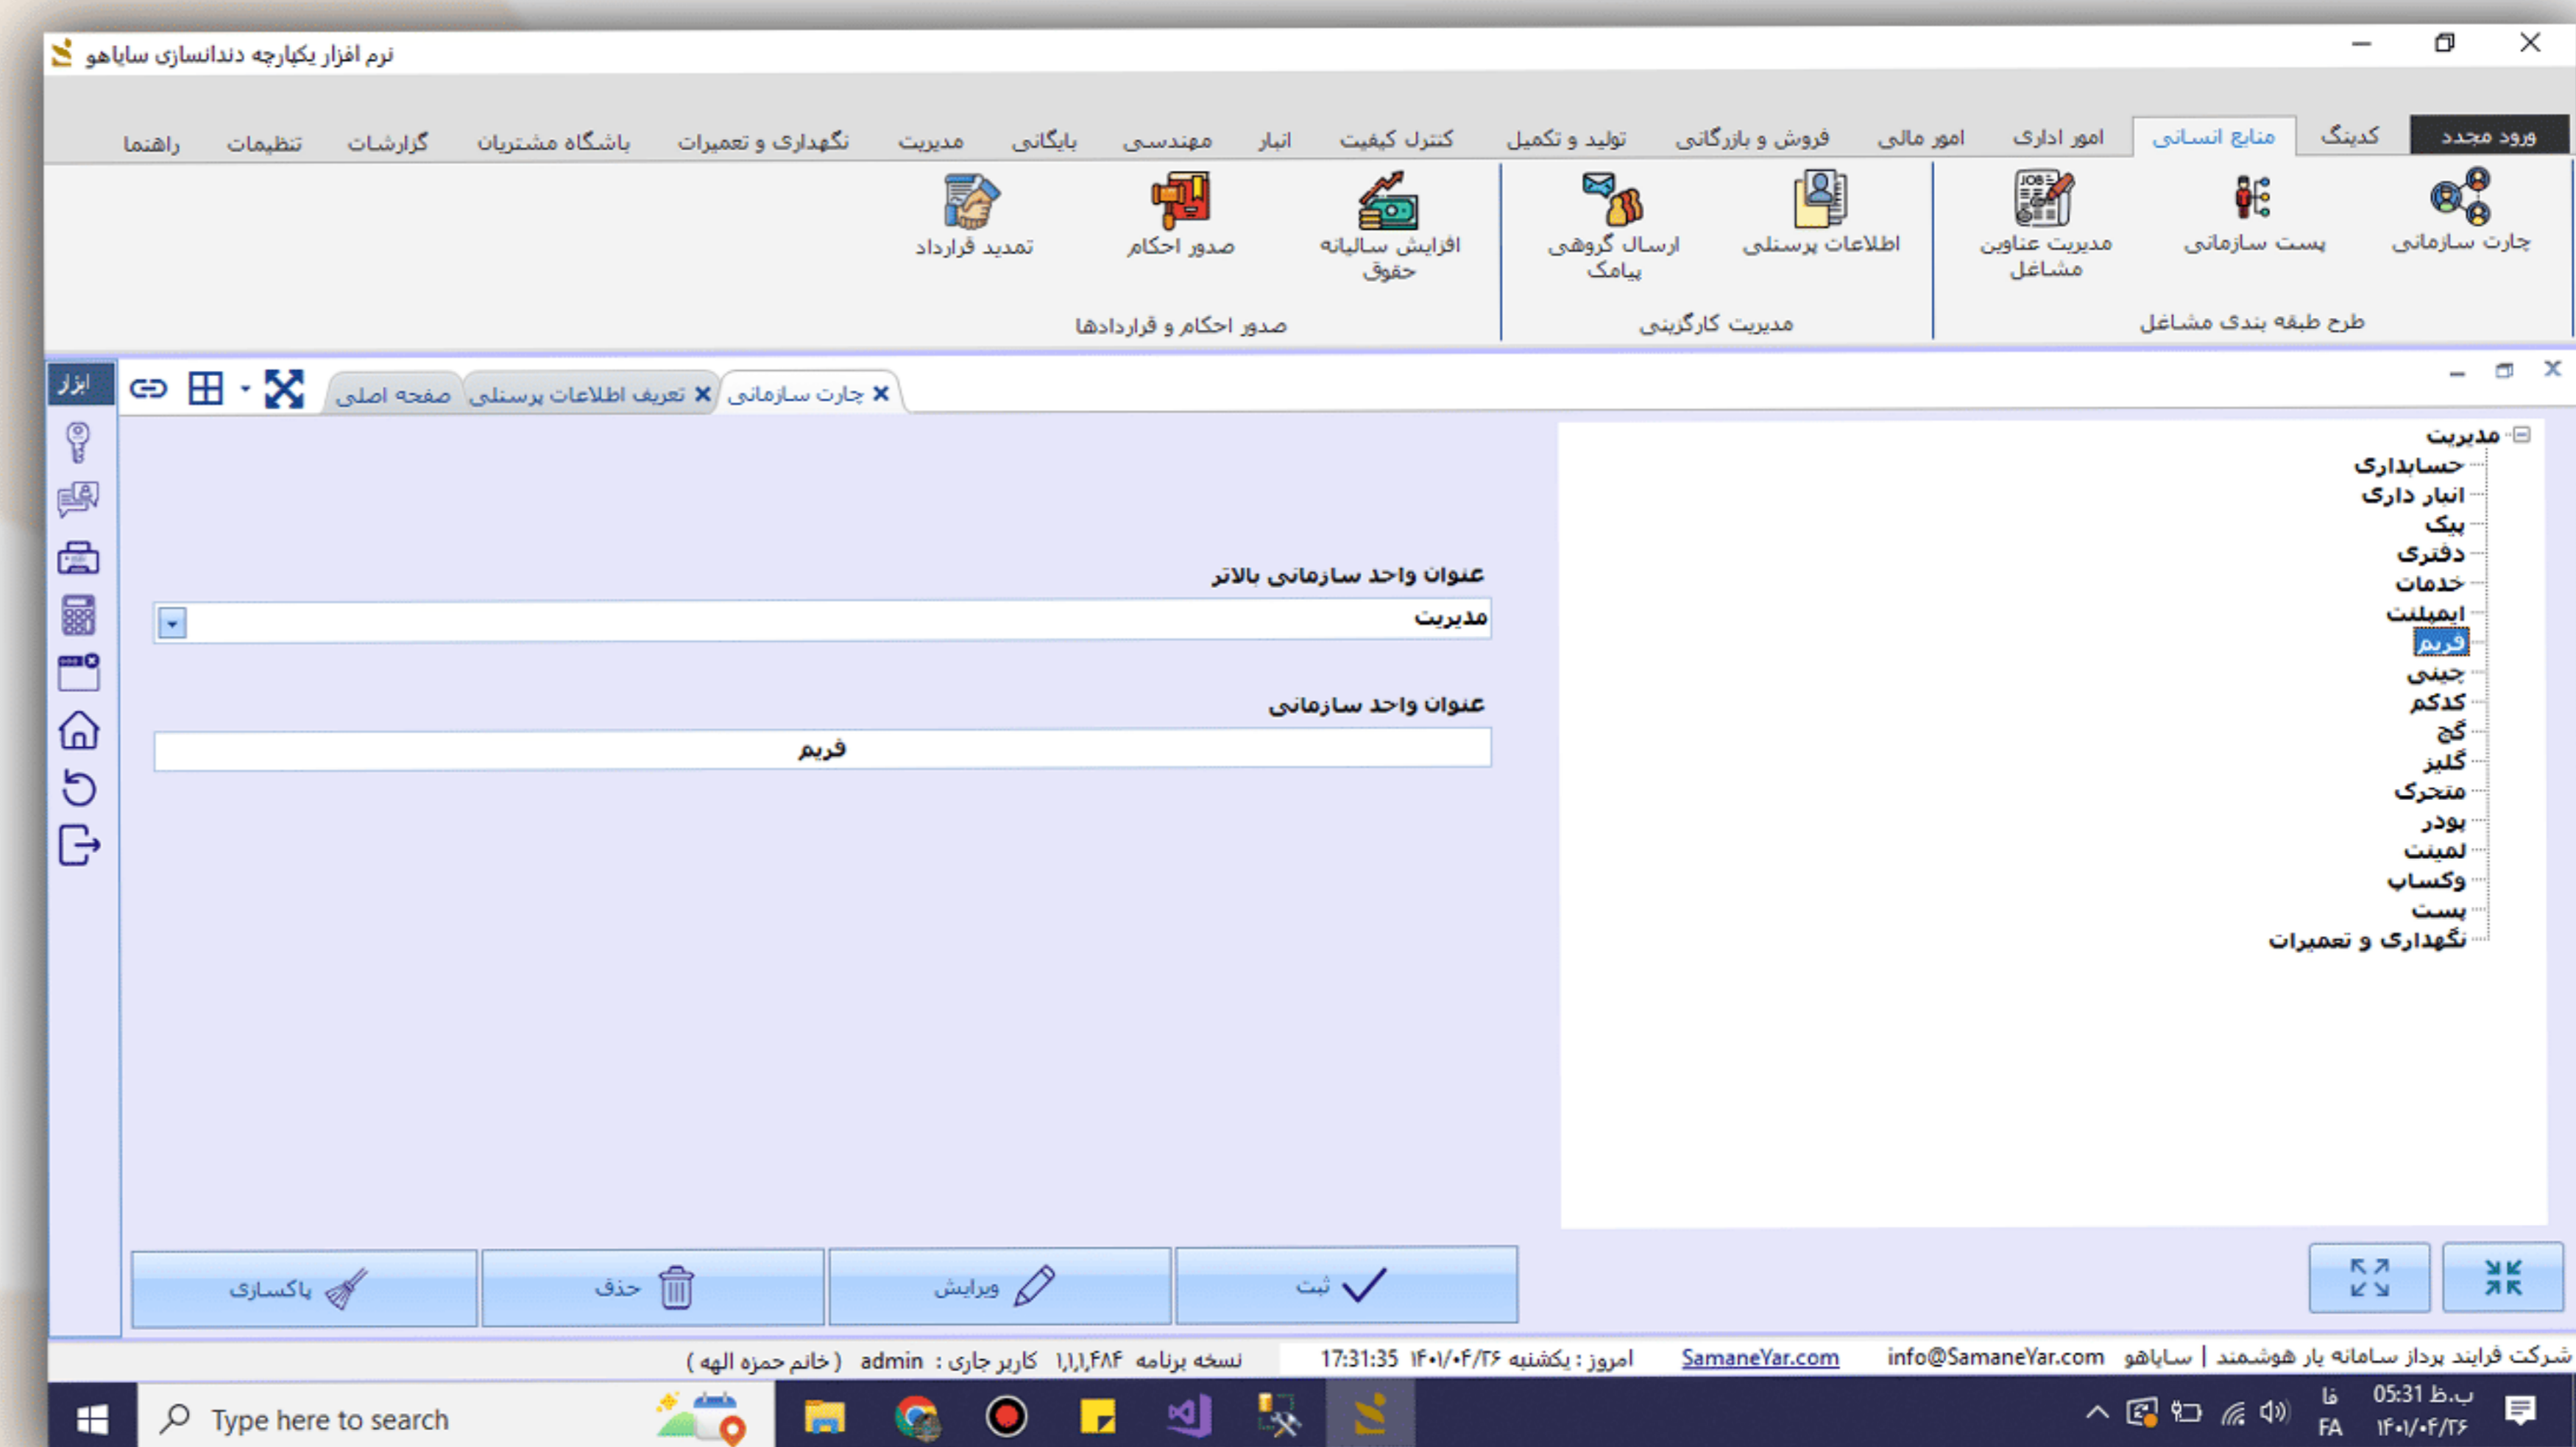 نرم افزار یکپارچه دندانسازی سایاهو
ورود مجدد
کدینگ
منابع انسانی
امور اداری
امور مالی
فروش و بازرگانی
تولید و تکمیل
کنترل کیفیت
انبار
مهندسی
بایگانی
مدیریت
نگهداری و تعمیرات
باشگاه مشتریان
گزارشات
تنظیمات
راهنما
چارت سازمانی
پست سازمانی
مدیریت عناوین
مشاغل
طرح طبقه بندی مشاغل
اطلاعات پرسنلی
ارسال گروهی
پیامک
مدیریت کارگزینی
افزایش سالیانه
حقوق
صدور احکام
تمدید قرارداد
صدور احکام و قراردادها
ابزار
صفحه اصلی
تعریف اطلاعات پرسنلی
چارت سازمانی
مدیریت
حسابداری
انبار داری
پیک
دفتری
خدمات
ایمپلنت
فریم
چینی
کدکم
گچ
گلیز
متحرک
پودر
لمینت
وکساپ
پست
نگهداری و تعمیرات
عنوان واحد سازمانی بالاتر
مدیریت
عنوان واحد سازمانی
فریم
ثبت
ویرایش
حذف
پاکسازی
شرکت فرایند پرداز سامانه یار هوشمند | سایاهو
info@SamaneYar.com
SamaneYar.com
امروز : یکشنبه ۱۴۰۱/۰۴/۲۶ 17:31:35
نسخه برنامه ۱,۱,۱,۴۸۴
کاربر جاری : admin ( خانم حمزه الهه )
Type here to search
فا
FA
05:31 ب.ظ
۱۴۰۱/۰۴/۲۶